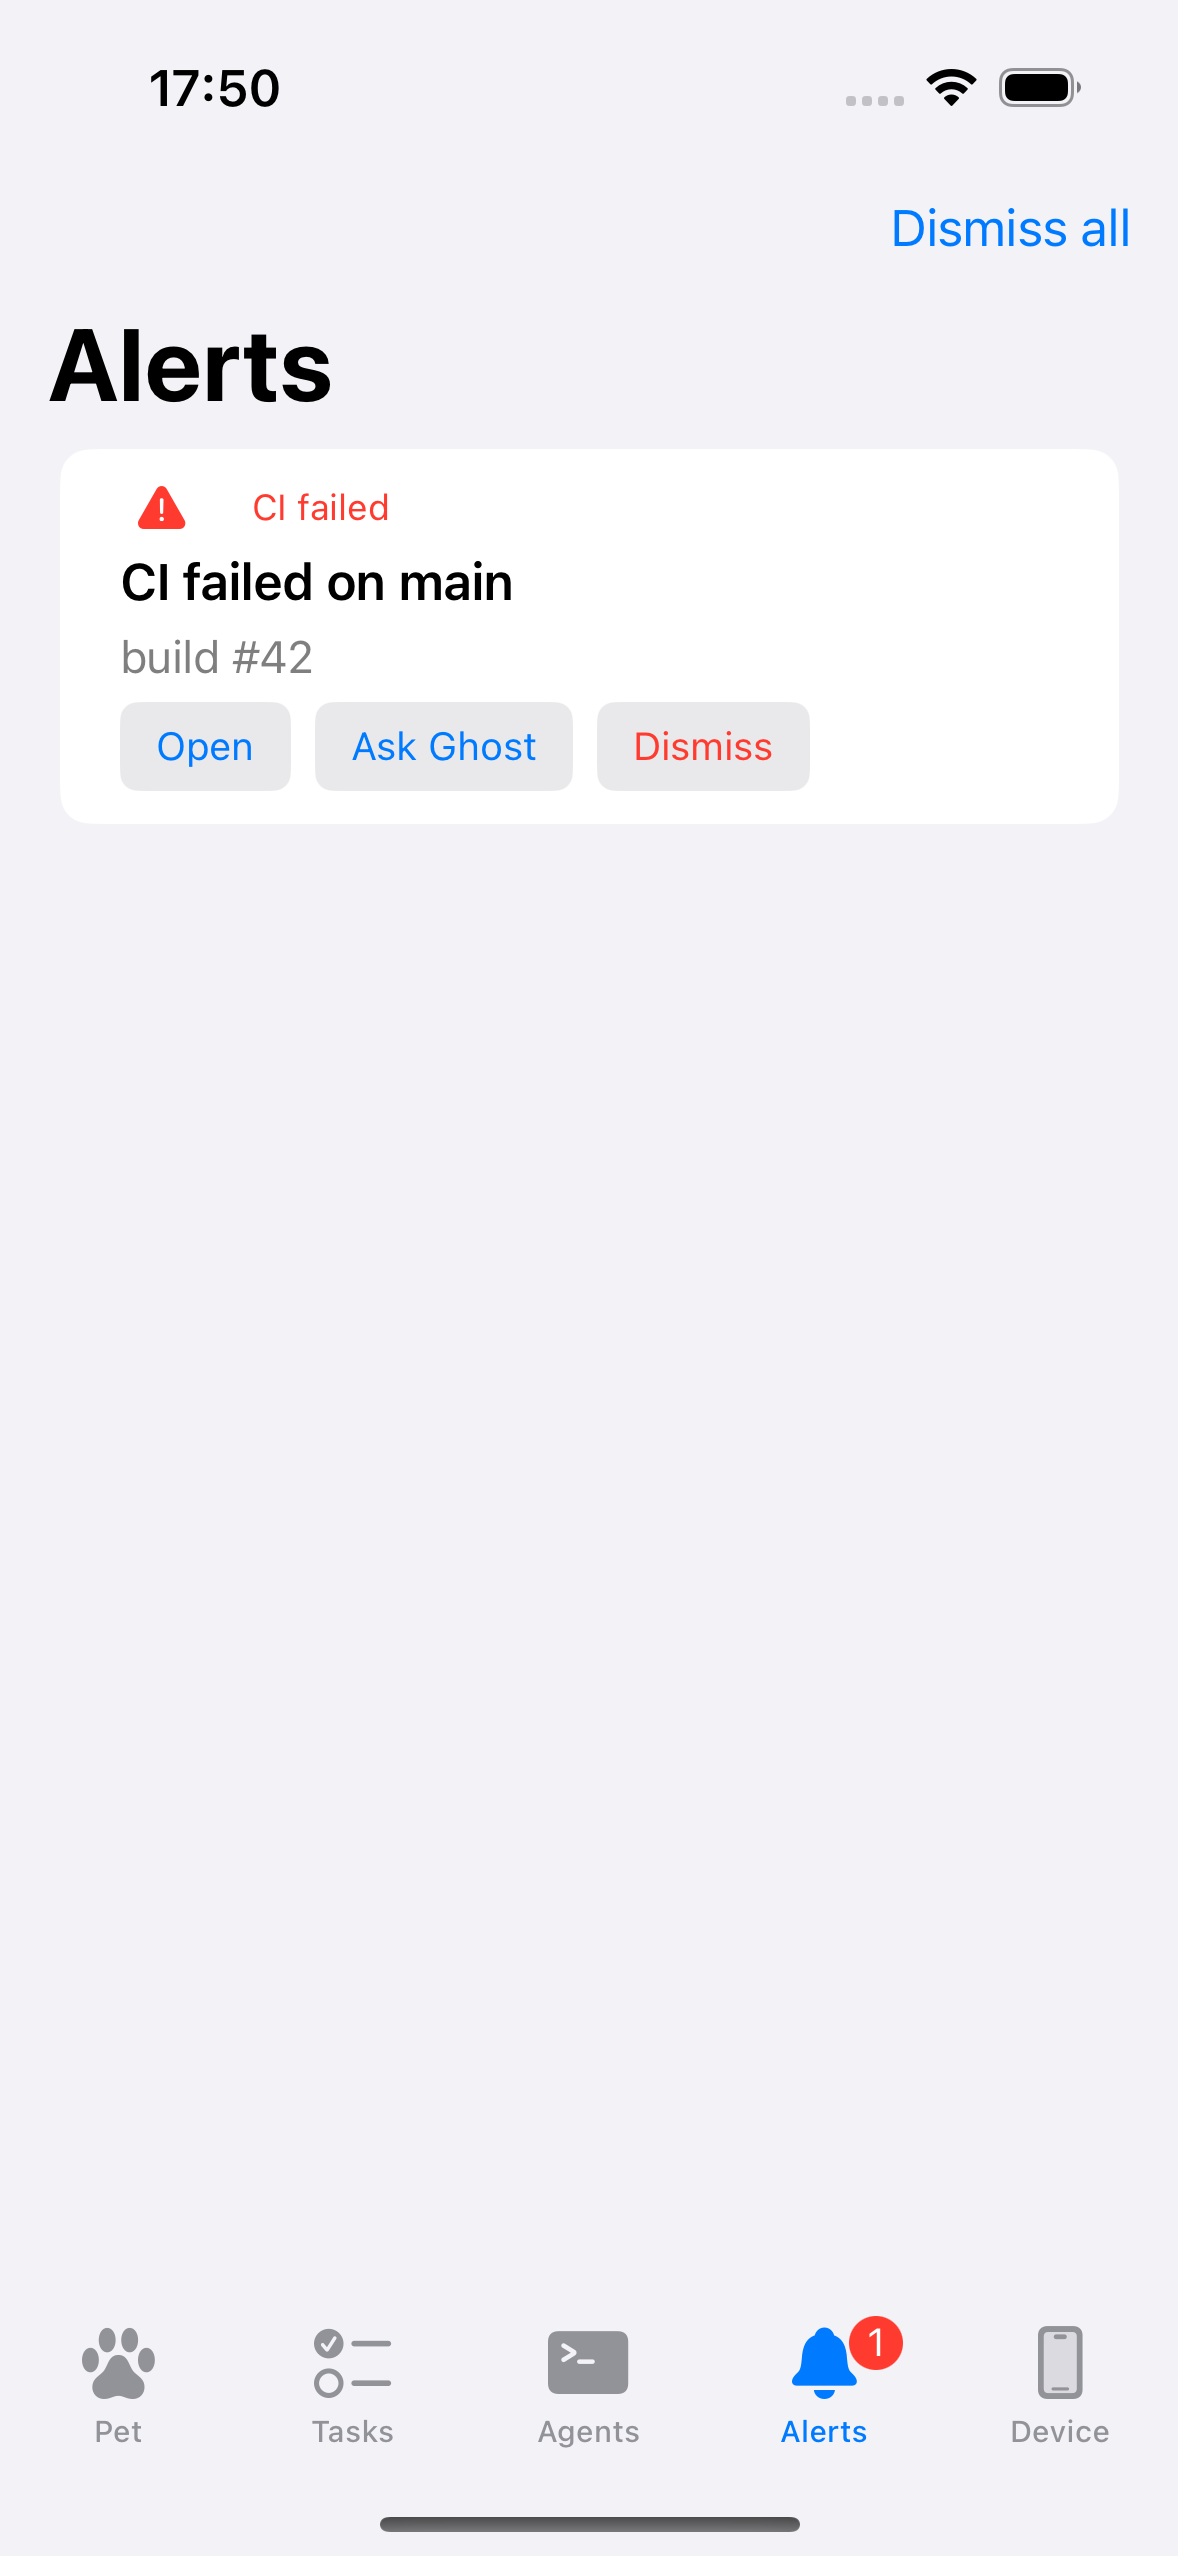 17:50
Dismiss all
Alerts
CI failed
CI failed on main
build #42
Open Ask Ghost Dismiss
1
Pet Tasks Agents Alerts Device